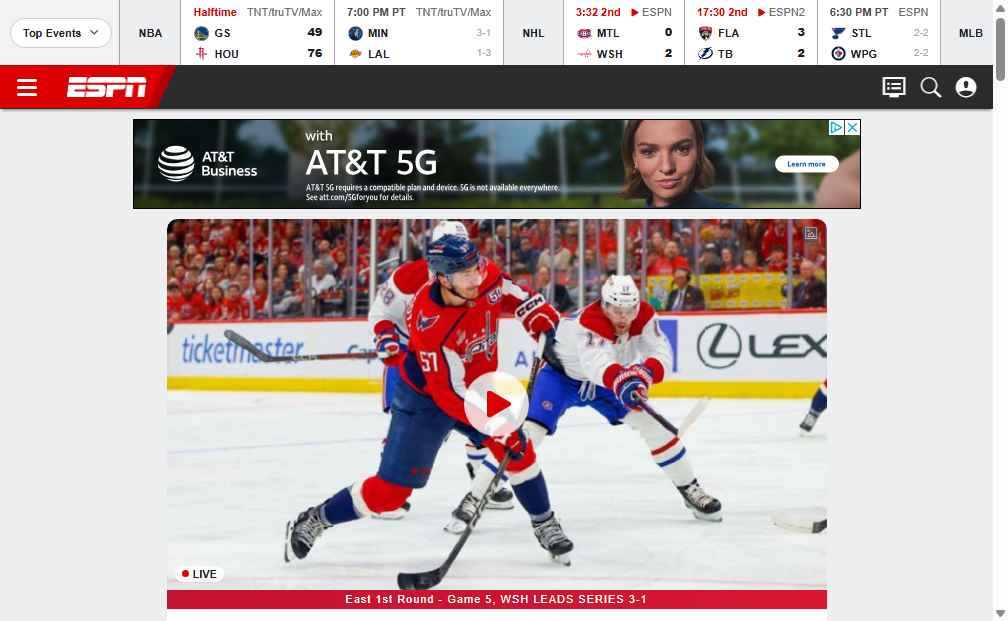 Top Events
NBA
Halftime TNT/truTV/Max
GS 49
HOU 76
7:00 PM PT TNT/truTV/Max
MIN 3-1
LAL 1-3
NHL
3:32 2nd ESPN
MTL 0
WSH 2
17:30 2nd ESPN2
FLA 3
TB 2
6:30 PM PT ESPN
STL 2-2
WPG 2-2
MLB
ESPN
AT&T
Business
with
AT&T 5G
AT&T 5G requires a compatible plan and device. 5G is not available everywhere.
See att.com/5Gforyou for details.
Learn more
ticketmaster
LEX
57
CCM
17
LIVE
East 1st Round - Game 5, WSH LEADS SERIES 3-1